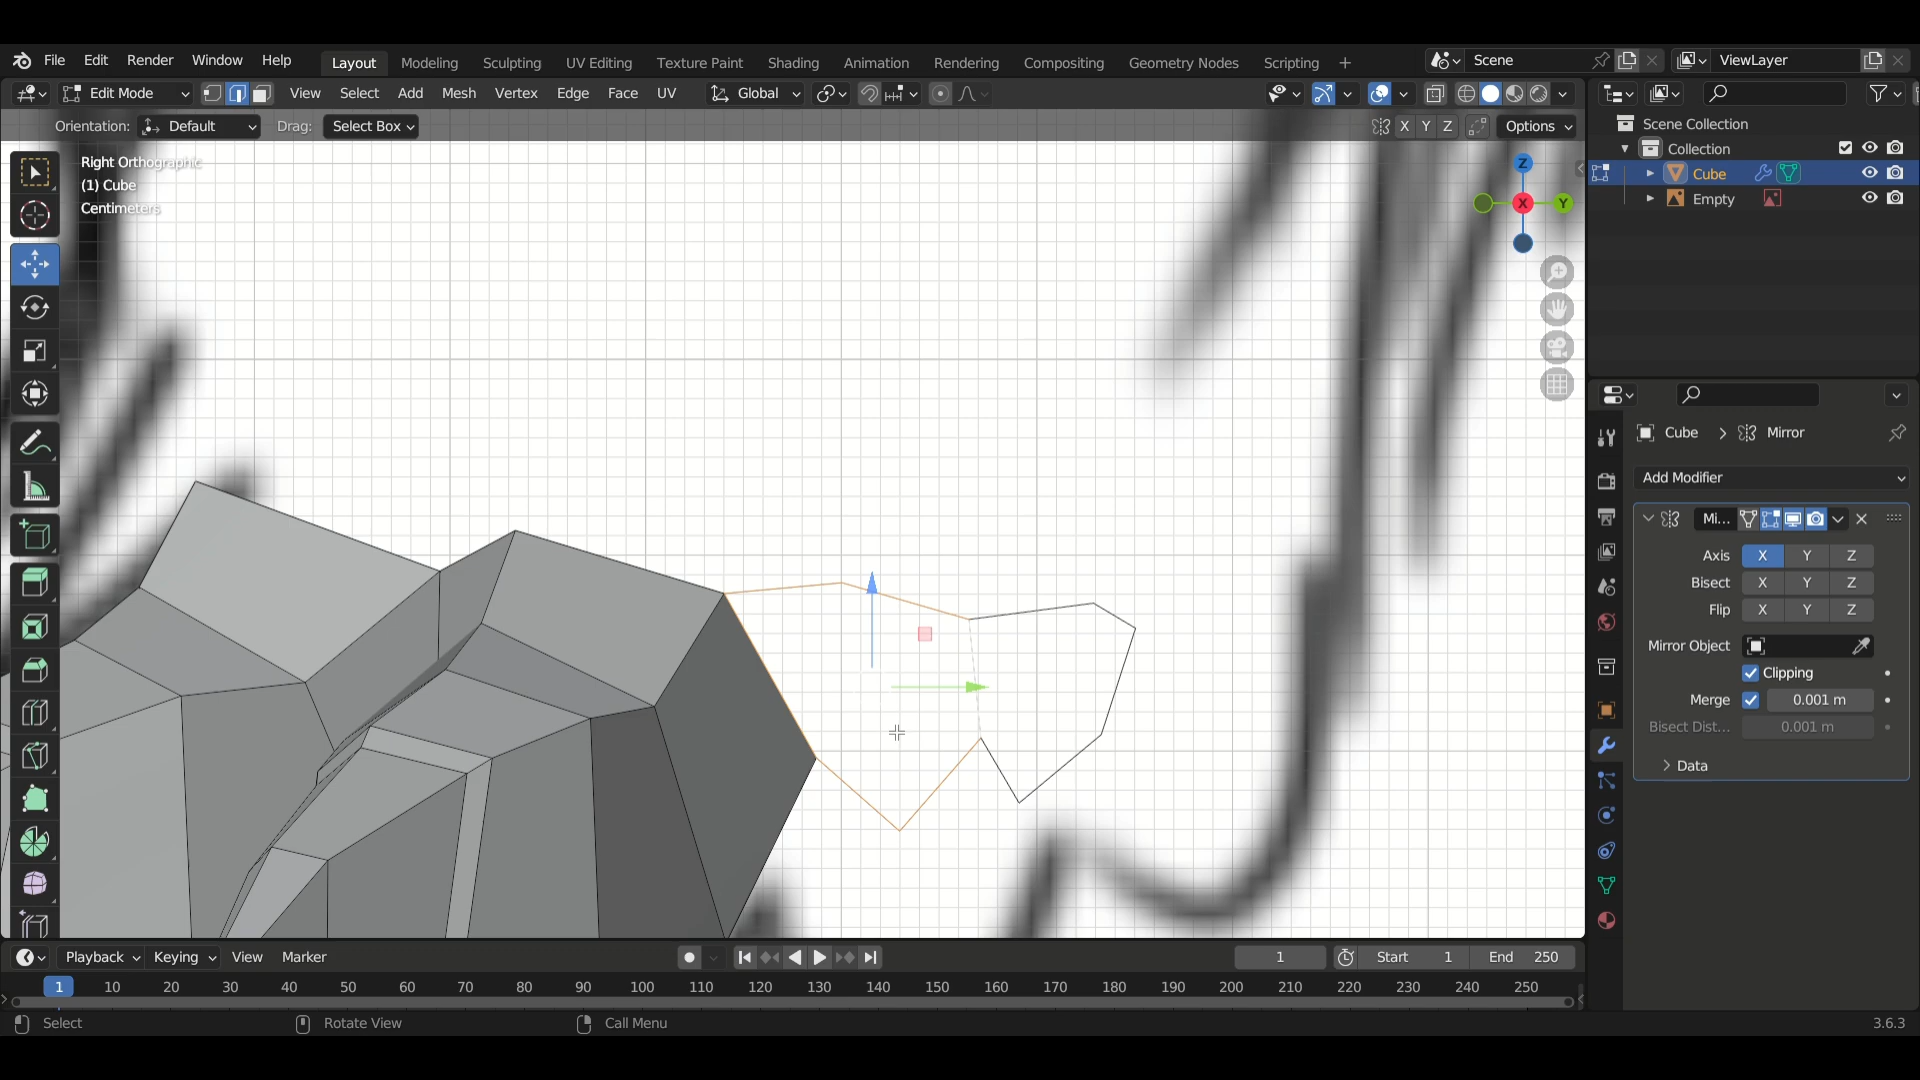 File Edit Render Window Help Layout Modeling Sculpting UV Editing Texture Paint Shading Animation Rendering Compositing Geometry Nodes Scripting + Scene ViewLayer
Edit Mode View Select Add Mesh Vertex Edge Face UV Global
Orientation: Default Drag: Select Box X Y Z Options
Right Orthographic
(1) Cube
Centimeters
Z
X
Y
Scene Collection
Collection
Cube
Empty
Cube > Mirror
Add Modifier
Mi...
Axis X Y Z
Bisect X Y Z
Flip X Y Z
Mirror Object
Clipping
Merge 0.001 m
Bisect Dist... 0.001 m
Data
Playback Keying View Marker 1 Start 1 End 250
1 10 20 30 40 50 60 70 80 90 100 110 120 130 140 150 160 170 180 190 200 210 220 230 240 250
Select Rotate View Call Menu 3.6.3